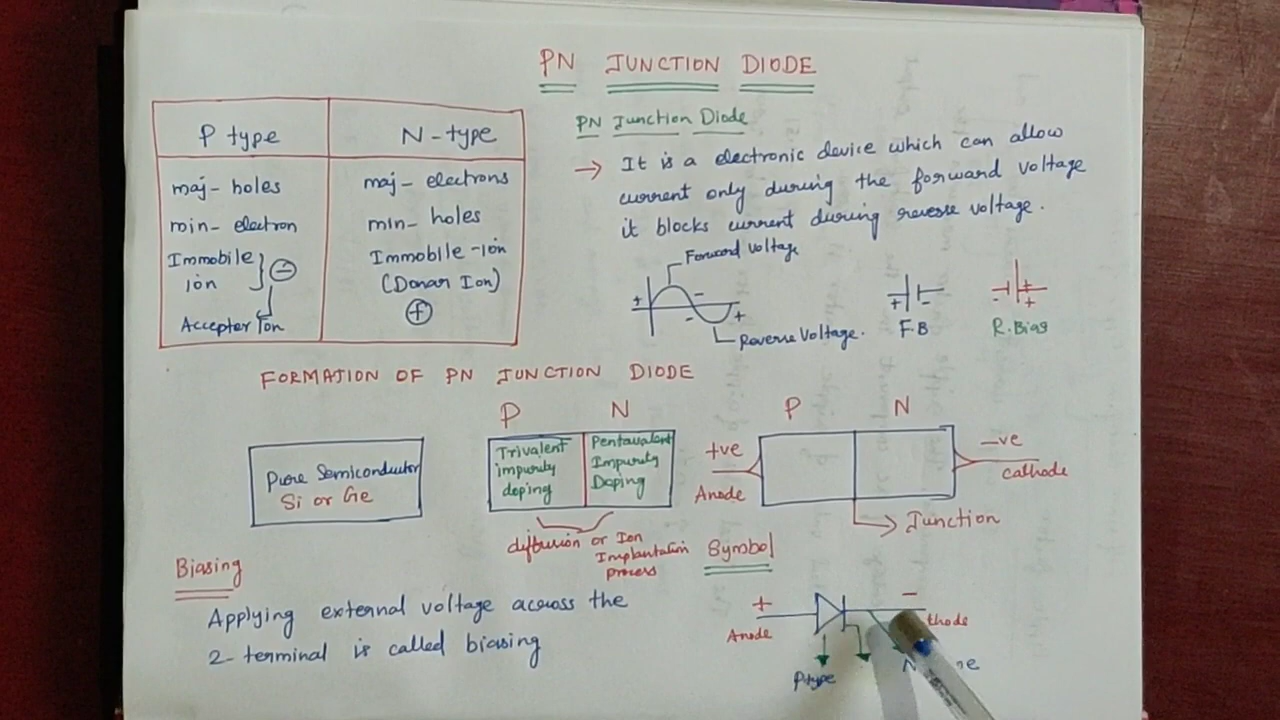 PN JUNCTION DIODE
P type
N-type
maj- holes
maj- electrons
min- electron
min- holes
Immobile
ion
Immobile -ion
(Donar Ion)
Accepter Ion
PN Junction Diode
→ It is a electronic device which can allow
current only during the forward voltage
it blocks current during reverse voltage.
Forward voltage
Reverse Voltage.
F.B
R.Bias
FORMATION OF PN JUNCTION DIODE
Pure Semiconductor
Si or Ge
P N
Trivalent
impurity
doping
Pentavalent
Impurity
Doping
diffusion or Ion
Implantation
process
P N
+ve
Anode
-ve
cathode
Junction
Biasing
Applying external voltage across the
2- terminal is called biasing
Symbol
+ -
Anode
thode
P-type
N